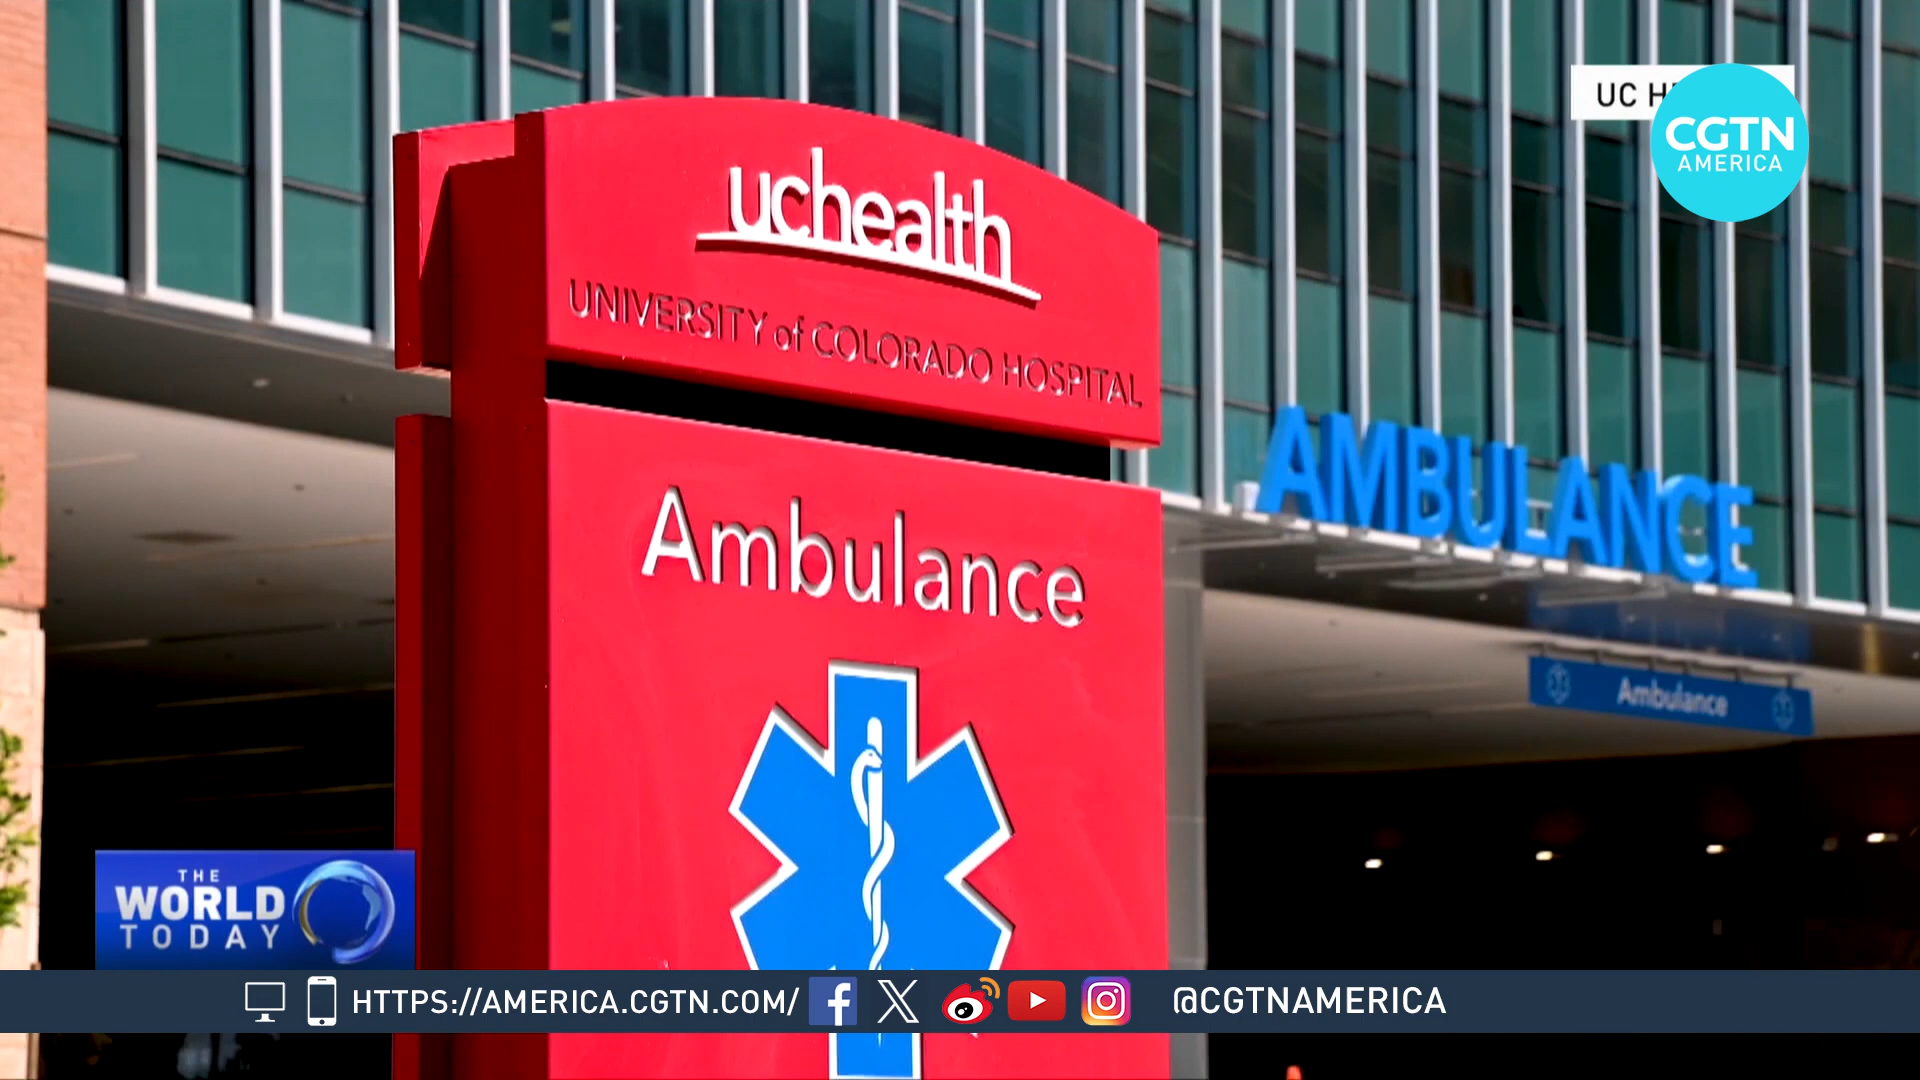 UC H
CGTN
AMERICA
uchealth
UNIVERSITY of COLORADO HOSPITAL
Ambulance
AMBULANCE
Ambulance
THE
WORLD
TODAY
HTTPS://AMERICA.CGTN.COM/
@CGTNAMERICA